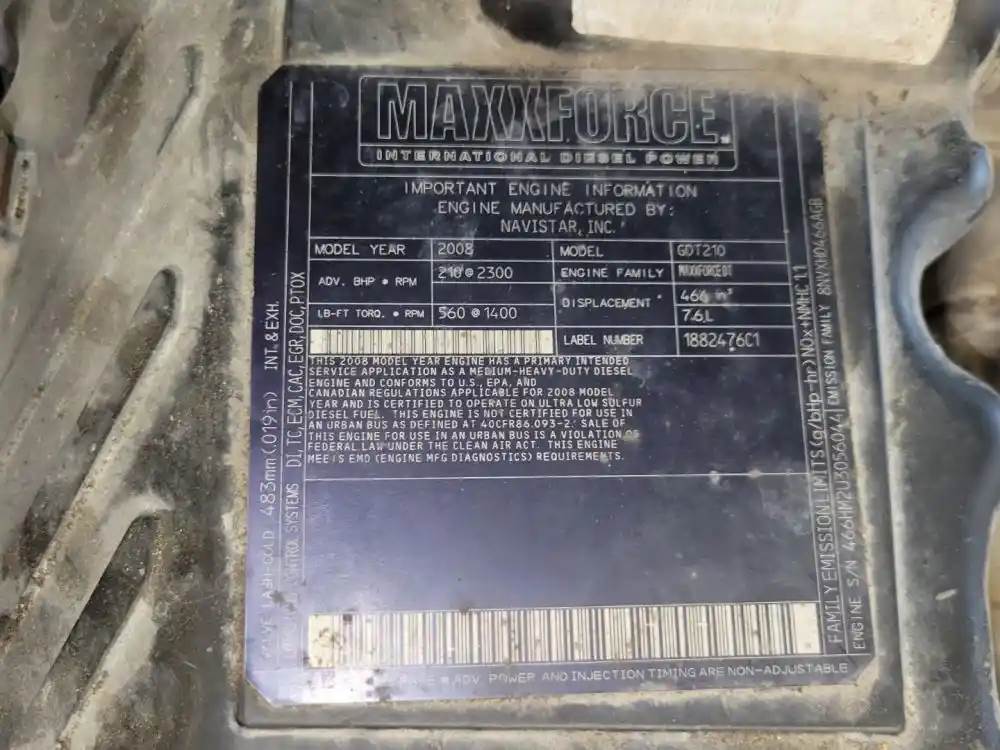 MAXXFORCE
INTERNATIONAL DIESEL POWER
IMPORTANT ENGINE INFORMATION
ENGINE MANUFACTURED BY:
NAVISTAR, INC.
MODEL YEAR 2008 MODEL GDT210
ADV. BHP @ RPM 210 @ 2300 ENGINE FAMILY MAXXFORCE DT
DISPLACEMENT 466 in³
7.6L
LB-FT TORQ. @ RPM 560 @ 1400
LABEL NUMBER 1882476C1
THIS 2008 MODEL YEAR ENGINE HAS A PRIMARY INTENDED
SERVICE APPLICATION AS A MEDIUM-HEAVY-DUTY DIESEL
ENGINE AND CONFORMS TO U.S., EPA, AND
CANADIAN REGULATIONS APPLICABLE FOR 2008 MODEL
YEAR AND IS CERTIFIED TO OPERATE ON ULTRA LOW SULFUR
DIESEL FUEL. THIS ENGINE IS NOT CERTIFIED FOR USE IN
AN URBAN BUS AS DEFINED AT 40CFR86.093-2. SALE OF
THIS ENGINE FOR USE IN AN URBAN BUS IS A VIOLATION OF
FEDERAL LAW UNDER THE CLEAN AIR ACT. THIS ENGINE
MEETS EMD (ENGINE MFG DIAGNOSTICS) REQUIREMENTS.
LASH-COLD .483mm(.019in) INT. & EXH.
CONTROL SYSTEMS DI,TC,ECM,CAC,EGR,DOC,PTOX
FAMILY EMISSION LIMITS(g/bhp-hr) NOx+NMHC 1.1
ENGINE S/N 466HM2U3056044 EMISSION FAMILY 8NVXH0466AGB
ADV. POWER AND INJECTION TIMING ARE NON-ADJUSTABLE